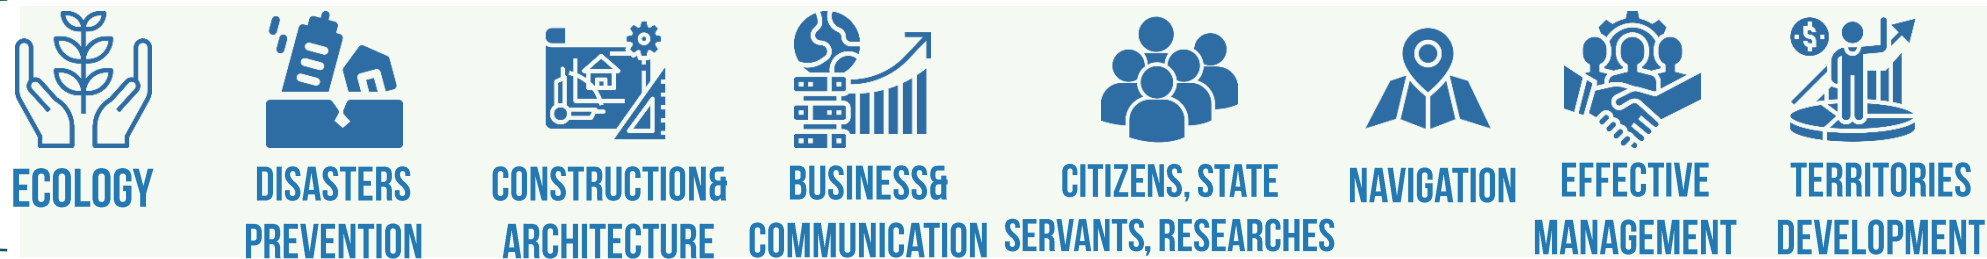 ECOLOGY
DISASTERS
PREVENTION
CONSTRUCTION&
ARCHITECTURE
BUSINESS&
COMMUNICATION
CITIZENS, STATE
SERVANTS, RESEARCHES
NAVIGATION
EFFECTIVE
MANAGEMENT
$
TERRITORIES
DEVELOPMENT